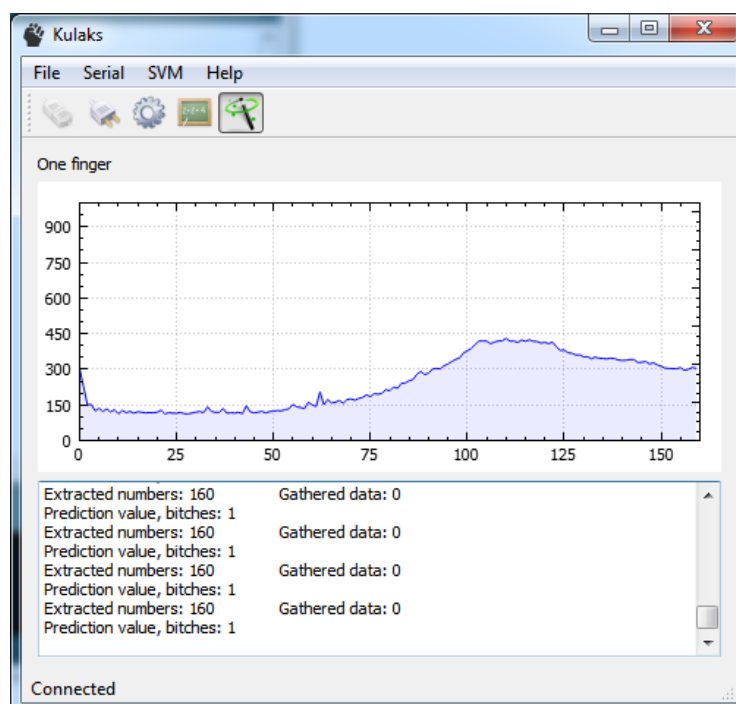 Kulaks
File Serial SVM Help
One finger
900
750
600
450
300
150
0
0 25 50 75 100 125 150
Extracted numbers: 160 Gathered data: 0
Prediction value, bitches: 1
Extracted numbers: 160 Gathered data: 0
Prediction value, bitches: 1
Extracted numbers: 160 Gathered data: 0
Prediction value, bitches: 1
Extracted numbers: 160 Gathered data: 0
Prediction value, bitches: 1
Connected